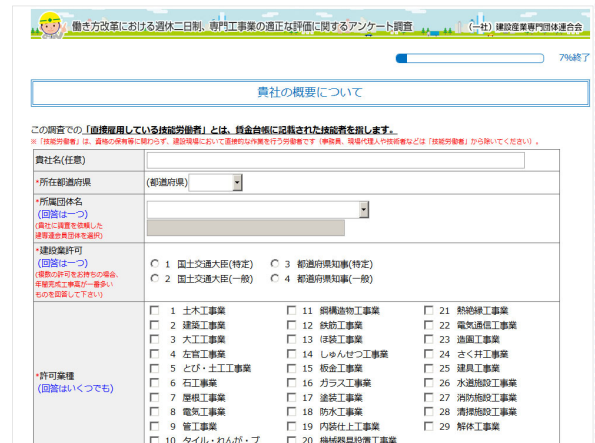 働き方改革における週休二日制、専門工事業の適正な評価に関するアンケート調査
(一社) 建設産業専門団体連合会
7%終了
貴社の概要について
この調査での「直接雇用している技能労働者」とは、賃金台帳に記載された技能者を指します。
※「技能労働者」は、資格の保有等に関わらず、建設現場において直接的な作業を行う労働者です（事務員、現場代理人や技術者などは「技能労働者」から除いてください）。
貴社名(任意)
*所在都道府県
(都道府県)
*所属団体名
(回答は一つ)
(貴社に調査を依頼した
建専連会員団体を選択)
*建設業許可
(回答は一つ)
(複数の許可をお持ちの場合、
年間完成工事高が一番多い
ものを回答して下さい)
1 国土交通大臣(特定) 3 都道府県知事(特定)
2 国土交通大臣(一般) 4 都道府県知事(一般)
*許可業種
(回答はいくつでも)
1 土木工事業 11 鋼構造物工事業 21 熱絶縁工事業
2 建築工事業 12 鉄筋工事業 22 電気通信工事業
3 大工工事業 13 ほ装工事業 23 造園工事業
4 左官工事業 14 しゅんせつ工事業 24 さく井工事業
5 とび・土工工事業 15 板金工事業 25 建具工事業
6 石工事業 16 ガラス工事業 26 水道施設工事業
7 屋根工事業 17 塗装工事業 27 消防施設工事業
8 電気工事業 18 防水工事業 28 清掃施設工事業
9 管工事業 19 内装仕上工事業 29 解体工事業
10 タイル・れんが・ブ 20 機械器具設置工事業